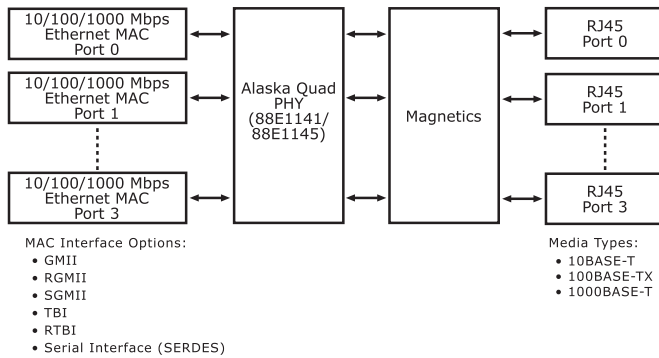 10/100/1000 Mbps
Ethernet MAC
Port 0
10/100/1000 Mbps
Ethernet MAC
Port 1
10/100/1000 Mbps
Ethernet MAC
Port 3
Alaska Quad
PHY
(88E1141/
88E1145)
Magnetics
RJ45
Port 0
RJ45
Port 1
RJ45
Port 3
MAC Interface Options:
• GMII
• RGMII
• SGMII
• TBI
• RTBI
• Serial Interface (SERDES)
Media Types:
• 10BASE-T
• 100BASE-TX
• 1000BASE-T